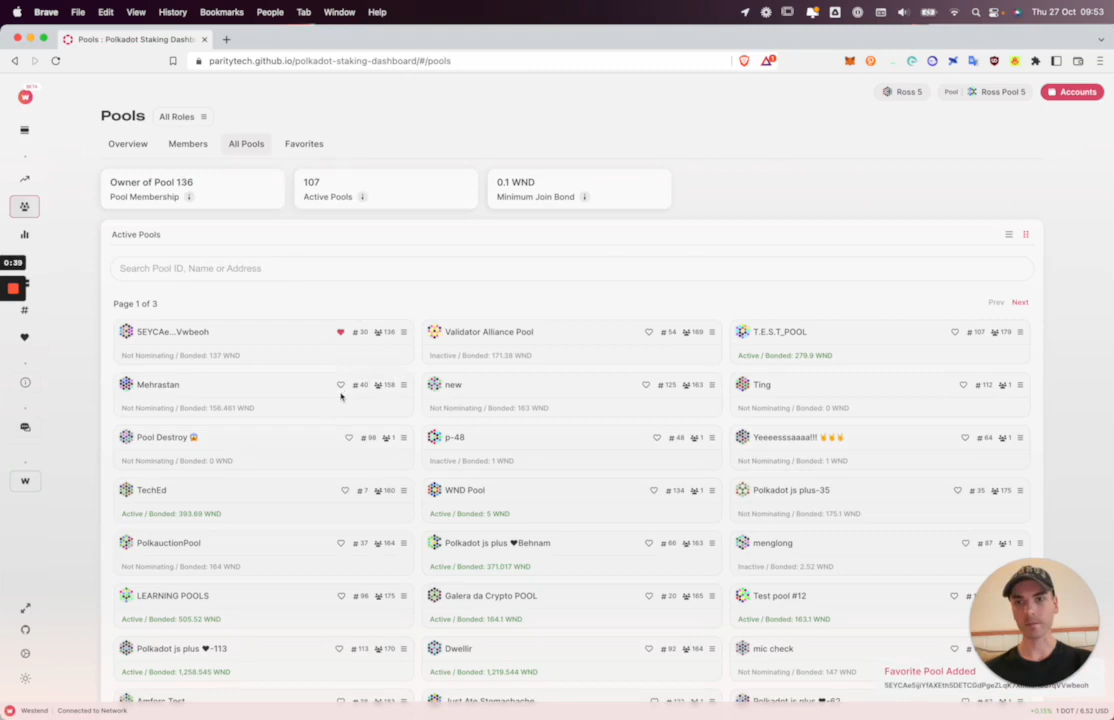 Brave File Edit View History Bookmarks People Tab Window Help
Thu 27 Oct 09:53
Pools : Polkadot Staking Dashb
paritytech.github.io/polkadot-staking-dashboard/#/pools
1
BETA
Ross 5
Pool Ross Pool 5
Accounts
Pools
All Roles
Overview Members All Pools Favorites
Owner of Pool 136
Pool Membership
107
Active Pools
0.1 WND
Minimum Join Bond
Active Pools
0:39
Search Pool ID, Name or Address
Page 1 of 3
Prev Next
5EYCAe...Vwbeoh # 30 136
Not Nominating / Bonded: 137 WND
Validator Alliance Pool # 54 169
Inactive / Bonded: 171.38 WND
T.E.S.T_POOL # 107 179
Active / Bonded: 279.9 WND
Mehrastan # 40 158
Not Nominating / Bonded: 156.461 WND
new # 125 163
Not Nominating / Bonded: 163 WND
Ting # 112 1
Not Nominating / Bonded: 0 WND
Pool Destroy 😱 # 98 1
Not Nominating / Bonded: 0 WND
p-48 # 48 1
Inactive / Bonded: 1 WND
Yeeeesssaaaa!!! 🤘🤘🤘 # 64 1
Not Nominating / Bonded: 1 WND
TechEd # 7 160
Active / Bonded: 393.69 WND
WND Pool # 134 1
Active / Bonded: 5 WND
Polkadot js plus-35 # 35 175
Not Nominating / Bonded: 175.1 WND
PolkauctionPool # 37 164
Not Nominating / Bonded: 164 WND
Polkadot js plus ❤Behnam # 66 163
Active / Bonded: 371.017 WND
menglong # 87 1
Inactive / Bonded: 2.52 WND
LEARNING POOLS # 96 175
Active / Bonded: 505.52 WND
Galera da Crypto POOL # 20 165
Active / Bonded: 164.1 WND
Test pool #12
Active / Bonded: 163.1 WND
Polkadot js plus ❤-113 # 113 170
Active / Bonded: 1,258.545 WND
Dwellir # 92 164
Active / Bonded: 1,219.544 WND
mic check
Not Nominating / Bonded: 147 WND
Favorite Pool Added
W
Westend Connected to Network
+0.15% 1 DOT / 6.52 USD